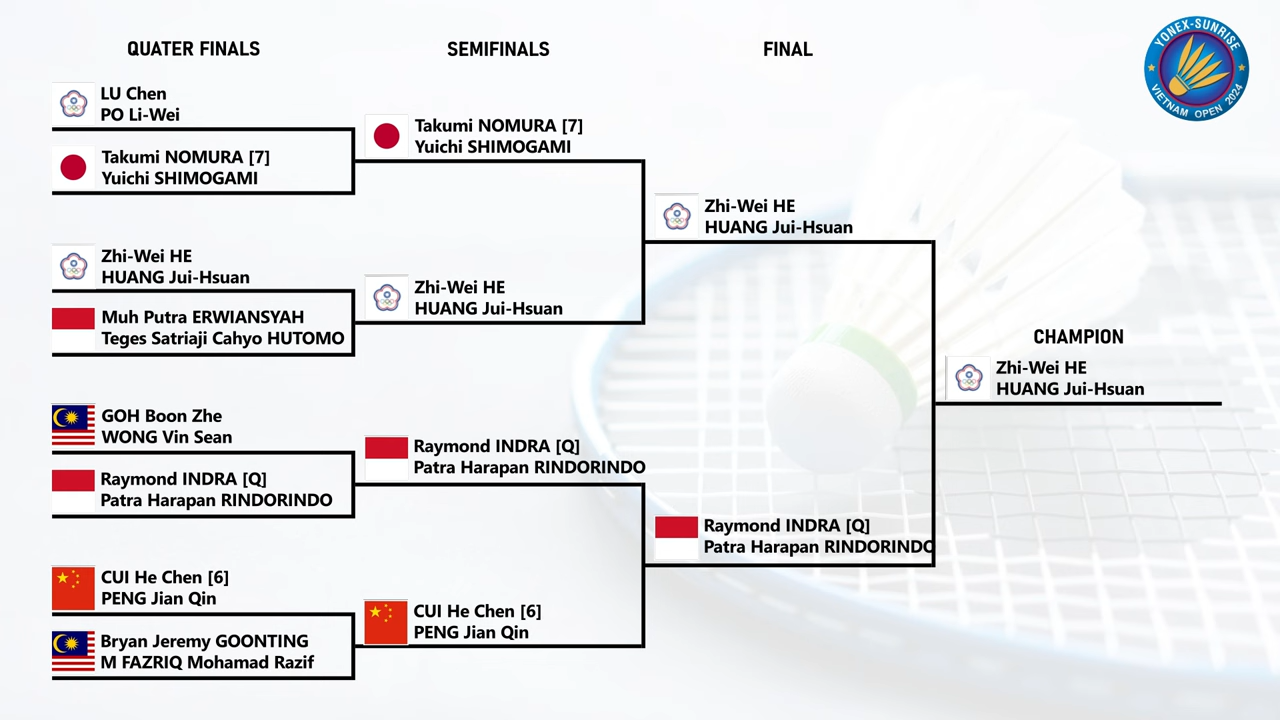 QUATER FINALS
SEMIFINALS
FINAL
YONEX-SUNRISE
VIETNAM OPEN 2024
LU Chen
PO Li-Wei
Takumi NOMURA [7]
Yuichi SHIMOGAMI
Zhi-Wei HE
HUANG Jui-Hsuan
Muh Putra ERWIANSYAH
Teges Satriaji Cahyo HUTOMO
GOH Boon Zhe
WONG Vin Sean
Raymond INDRA [Q]
Patra Harapan RINDORINDO
CUI He Chen [6]
PENG Jian Qin
Bryan Jeremy GOONTING
M FAZRIQ Mohamad Razif
Takumi NOMURA [7]
Yuichi SHIMOGAMI
Zhi-Wei HE
HUANG Jui-Hsuan
Raymond INDRA [Q]
Patra Harapan RINDORINDO
CUI He Chen [6]
PENG Jian Qin
Zhi-Wei HE
HUANG Jui-Hsuan
Raymond INDRA [Q]
Patra Harapan RINDORINDO
CHAMPION
Zhi-Wei HE
HUANG Jui-Hsuan